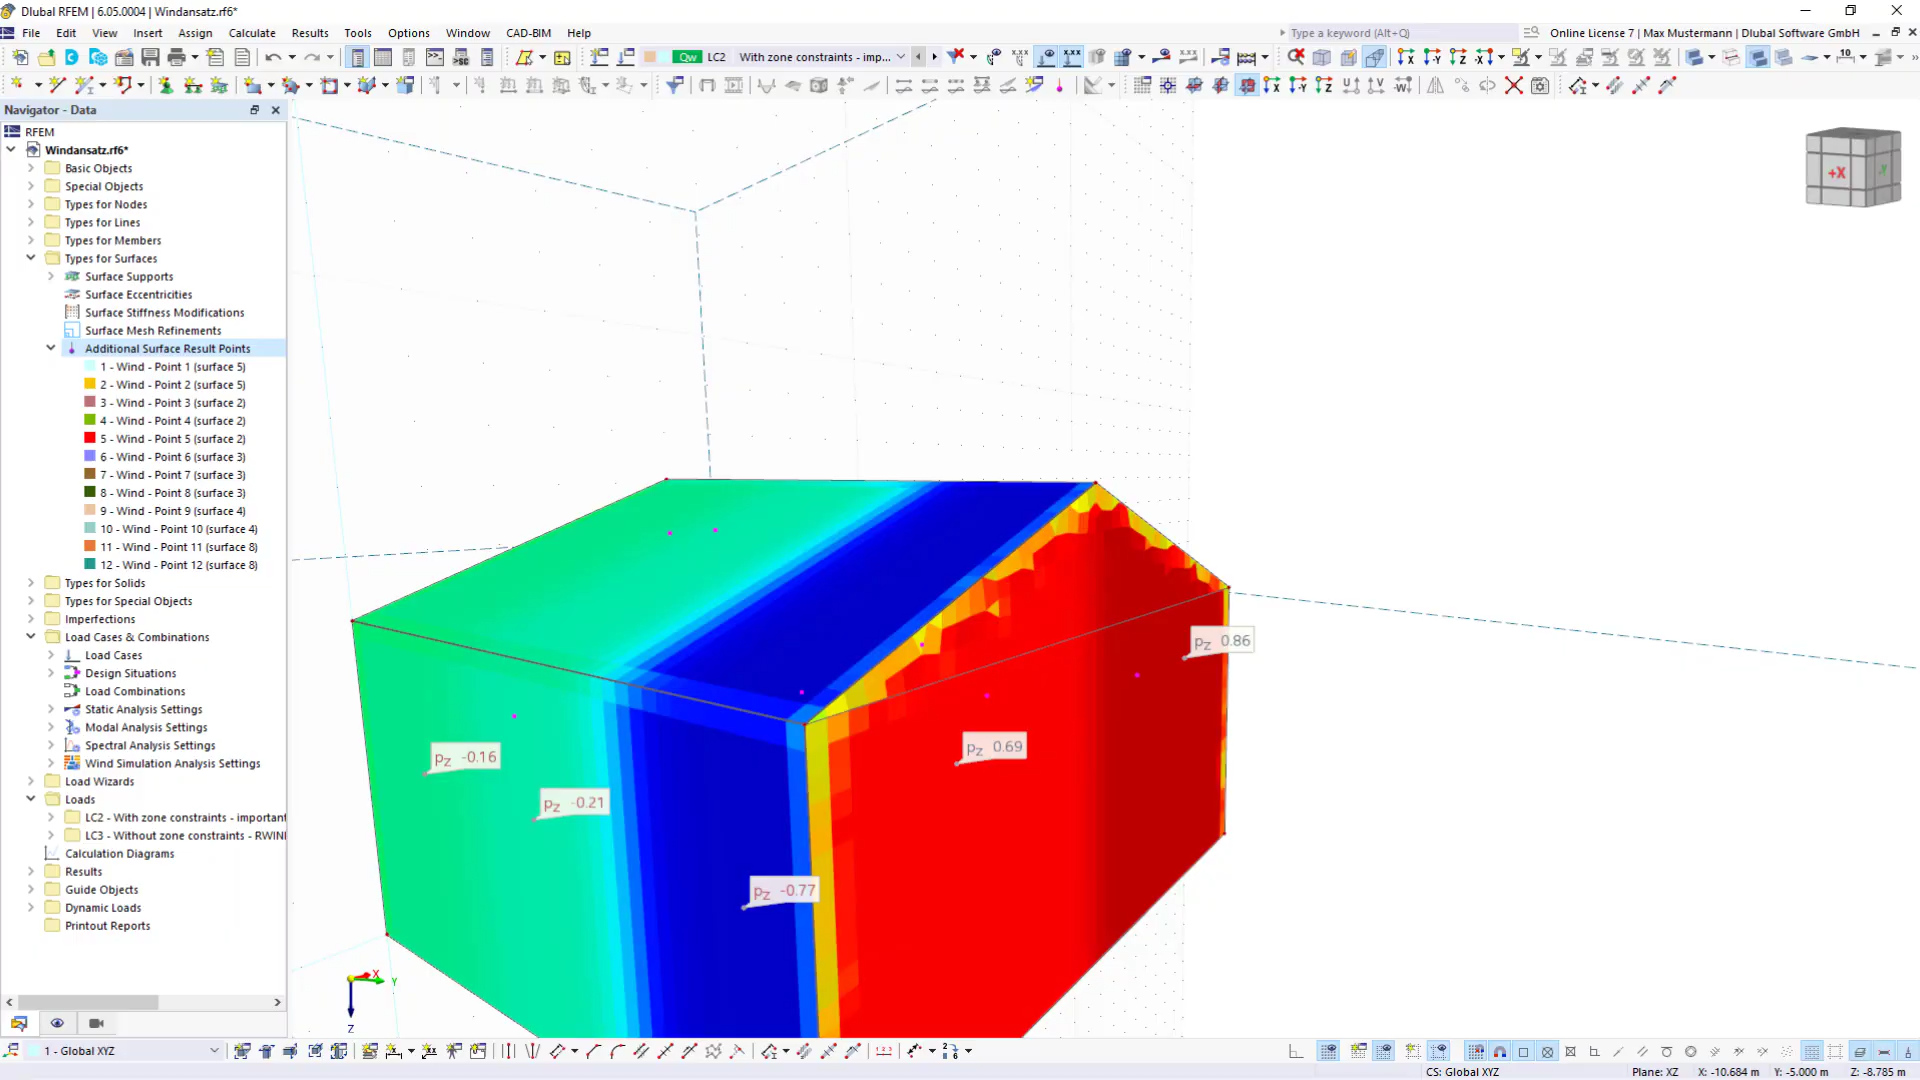 Dlubal RFEM | 6.05.0004 | Windansatz.rf6*
File Edit View Insert Assign Calculate Results Tools Options Window CAD-BIM Help
Type a keyword (Alt+Q)
Online License 7 | Max Mustermann | Dlubal Software GmbH
Qw LC2 With zone constraints - imp...
Navigator - Data
RFEM
Windansatz.rf6*
Basic Objects
Special Objects
Types for Nodes
Types for Lines
Types for Members
Types for Surfaces
Surface Supports
Surface Eccentricities
Surface Stiffness Modifications
Surface Mesh Refinements
Additional Surface Result Points
1 - Wind - Point 1 (surface 5)
2 - Wind - Point 2 (surface 5)
3 - Wind - Point 3 (surface 2)
4 - Wind - Point 4 (surface 2)
5 - Wind - Point 5 (surface 2)
6 - Wind - Point 6 (surface 3)
7 - Wind - Point 7 (surface 3)
8 - Wind - Point 8 (surface 3)
9 - Wind - Point 9 (surface 4)
10 - Wind - Point 10 (surface 4)
11 - Wind - Point 11 (surface 8)
12 - Wind - Point 12 (surface 8)
Types for Solids
Types for Special Objects
Imperfections
Load Cases & Combinations
Load Cases
Design Situations
Load Combinations
Static Analysis Settings
Modal Analysis Settings
Spectral Analysis Settings
Wind Simulation Analysis Settings
Load Wizards
Loads
LC2 - With zone constraints - important
LC3 - Without zone constraints - RWIN
Calculation Diagrams
Results
Guide Objects
Dynamic Loads
Printout Reports
+X
pz 0.86
pz 0.69
pz -0.16
pz -0.21
pz -0.77
X
Y
Z
1 - Global XYZ
CS: Global XYZ
Plane: XZ
X: -10.684 m
Y: -5.000 m
Z: -8.785 m